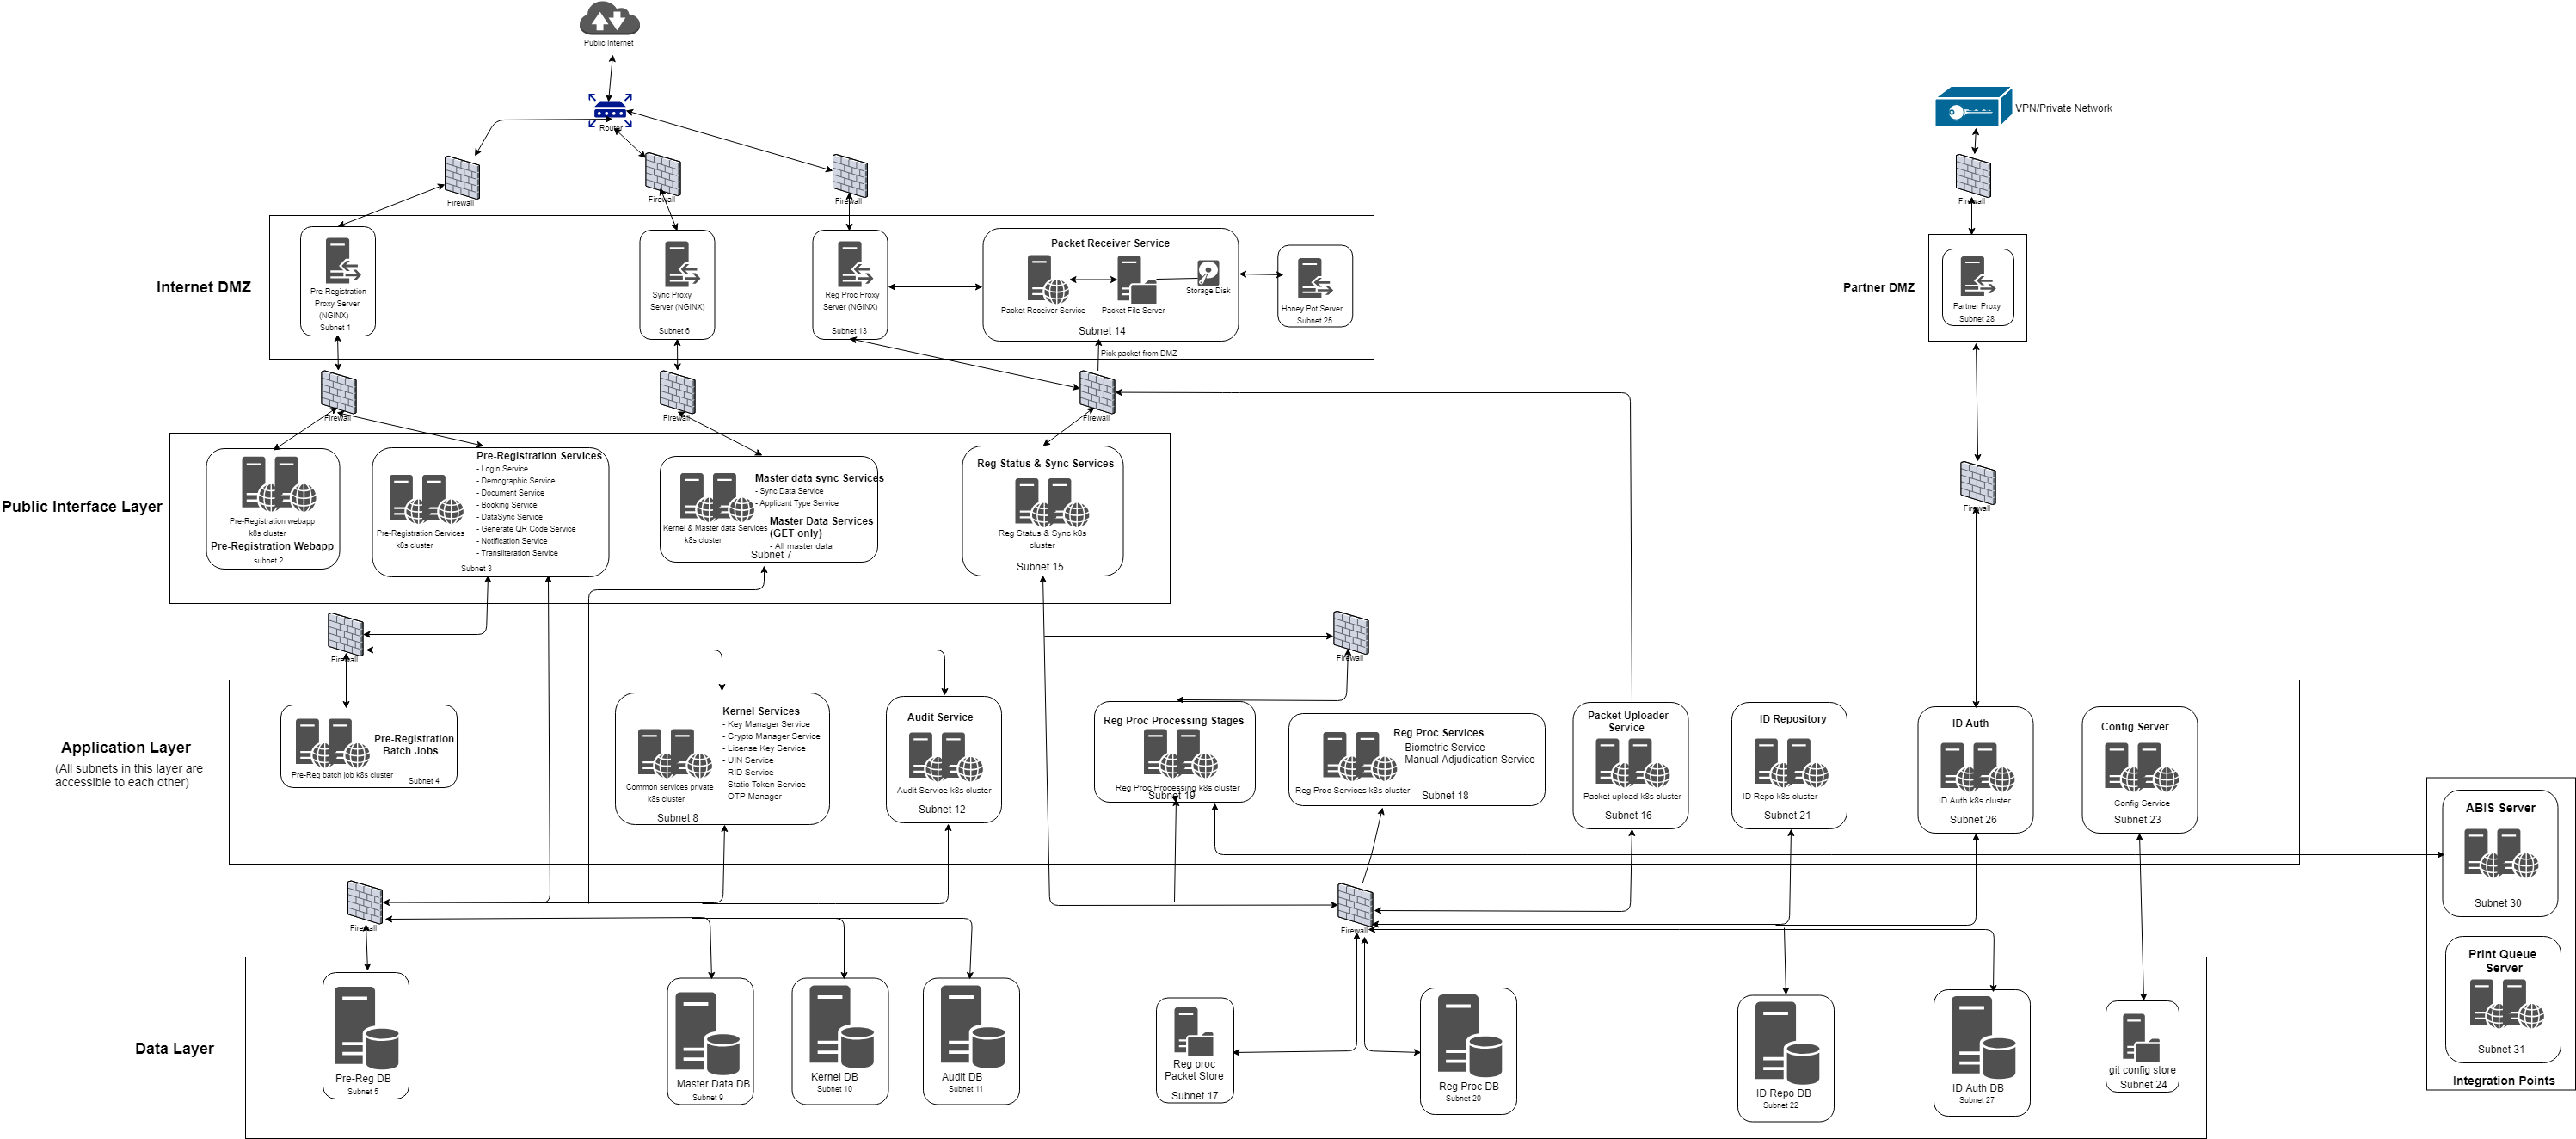 Public Internet
Router
VPN/Private Network
Firewall
Firewall
Firewall
Firewall
Internet DMZ
Pre-Registration
Proxy Server
(NGINX)
Subnet 1
Sync Proxy
Server (NGINX)
Subnet 6
Reg Proc Proxy
Server (NGINX)
Subnet 13
Packet Receiver Service
Packet Receiver Service
Packet File Server
Storage Disk
Subnet 14
Honey Pot Server
Subnet 25
Partner DMZ
Partner Proxy
Subnet 28
Pick packet from DMZ
Firewall
Firewall
Firewall
Firewall
Public Interface Layer
Pre-Registration webapp
k8s cluster
Pre-Registration Webapp
subnet 2
Pre-Registration Services
- Login Service
- Demographic Service
- Document Service
- Booking Service
- DataSync Service
- Generate QR Code Service
- Notification Service
- Transliteration Service
Pre-Registration Services
k8s cluster
Subnet 3
Master data sync Services
- Sync Data Service
- Applicant Type Service
Kernel & Master data Services
k8s cluster
Master Data Services
(GET only)
- All master data
Subnet 7
Reg Status & Sync Services
Reg Status & Sync k8s
cluster
Subnet 15
Firewall
Firewall
Application Layer
(All subnets in this layer are
accessible to each other)
Pre-Registration
Batch Jobs
Pre-Reg batch job k8s cluster
Subnet 4
Kernel Services
- Key Manager Service
- Crypto Manager Service
- License Key Service
- UIN Service
- RID Service
- Static Token Service
- OTP Manager
Common services private
k8s cluster
Subnet 8
Audit Service
Audit Service k8s cluster
Subnet 12
Reg Proc Processing Stages
Reg Proc Processing k8s cluster
Subnet 19
Reg Proc Services
- Biometric Service
- Manual Adjudication Service
Reg Proc Services k8s cluster
Subnet 18
Packet Uploader
Service
Packet upload k8s cluster
Subnet 16
ID Repository
ID Repo k8s cluster
Subnet 21
ID Auth
ID Auth k8s cluster
Subnet 26
Config Server
Config Service
Subnet 23
ABIS Server
Subnet 30
Print Queue
Server
Subnet 31
Integration Points
Firewall
Firewall
Data Layer
Pre-Reg DB
Subnet 5
Master Data DB
Subnet 9
Kernel DB
Subnet 10
Audit DB
Subnet 11
Reg proc
Packet Store
Subnet 17
Reg Proc DB
Subnet 20
ID Repo DB
Subnet 22
ID Auth DB
Subnet 27
git config store
Subnet 24